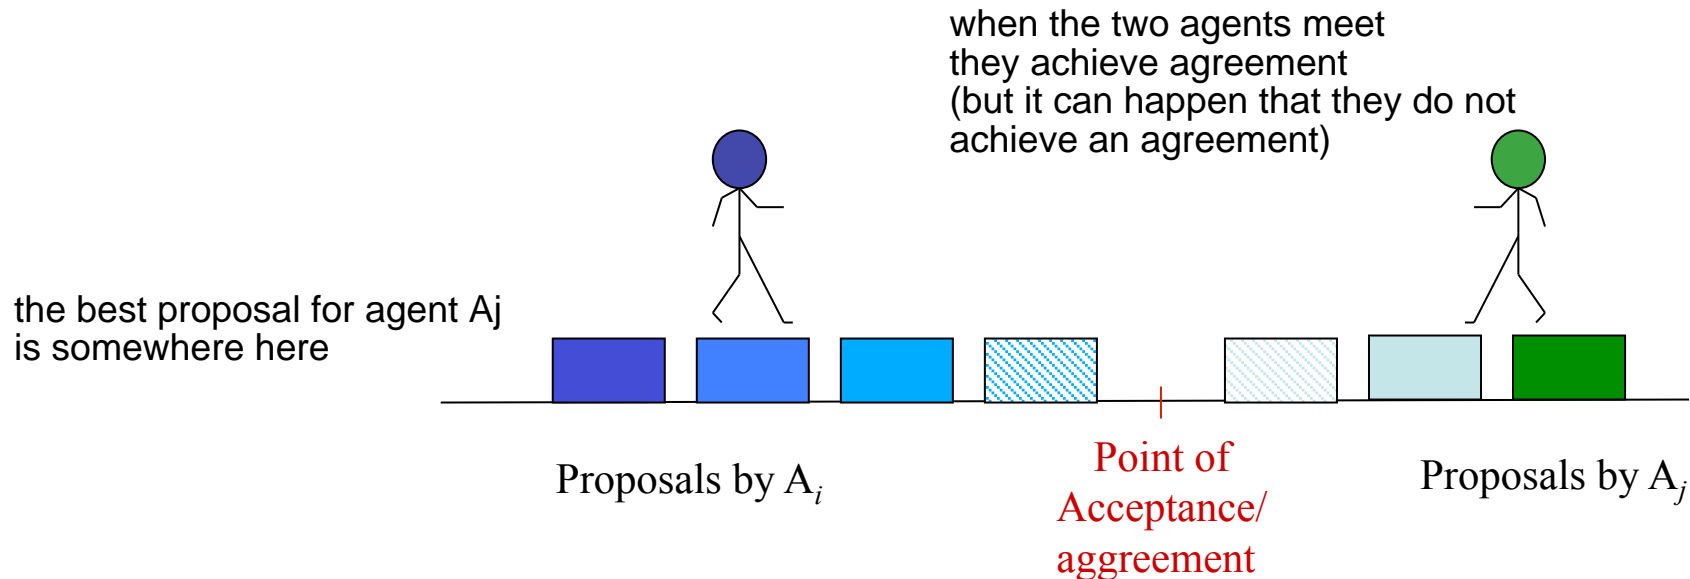 when the two agents meet
they achieve agreement
(but it can happen that they do not
achieve an agreement)
the best proposal for agent Aj
is somewhere here
Proposals by Ai
Point of
Acceptance/
aggreement
Proposals by Aj